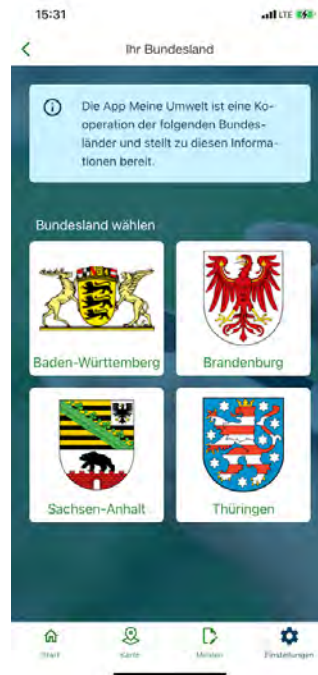 15:31
LTE
Ihr Bundesland
Die App Meine Umwelt ist eine Ko-
operation der folgenden Bundes-
länder und stellt zu diesen Informa-
tionen bereit.
Bundesland wählen
Baden-Württemberg
Brandenburg
Sachsen-Anhalt
Thüringen
Start
Karte
Melden
Einstellungen